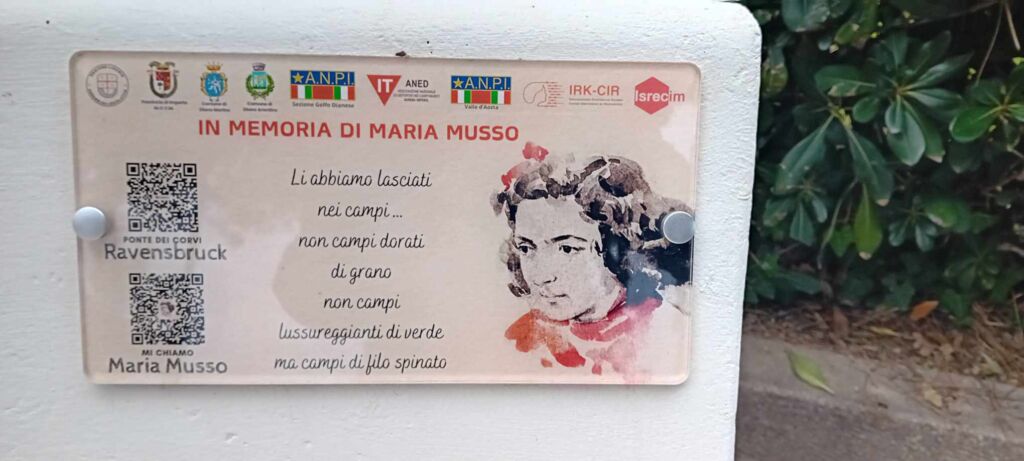 A.N.P.I.
Sezione Golfo Dianese
IT
ANED
A.N.P.I.
Valle d'Aosta
IRK-CIR
Isrecim
IN MEMORIA DI MARIA MUSSO
PONTE DEI CORVI
Ravensbruck
MI CHIAMO
Maria Musso
Li abbiamo lasciati
nei campi...
non campi dorati
di grano
non campi
lussureggianti di verde
ma campi di filo spinato